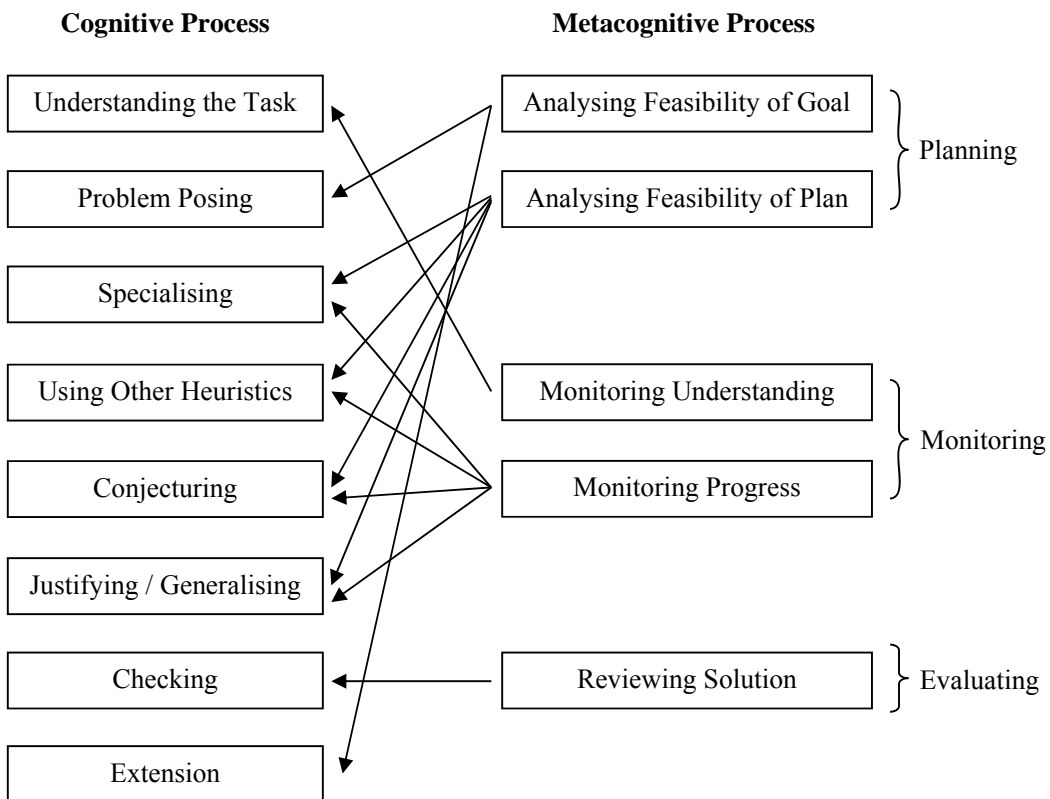 Cognitive Process
Metacognitive Process
Understanding the Task
Analysing Feasibility of Goal
Planning
Problem Posing
Analysing Feasibility of Plan
Specialising
Using Other Heuristics
Monitoring Understanding
Monitoring
Conjecturing
Monitoring Progress
Justifying / Generalising
Checking
Reviewing Solution
Evaluating
Extension